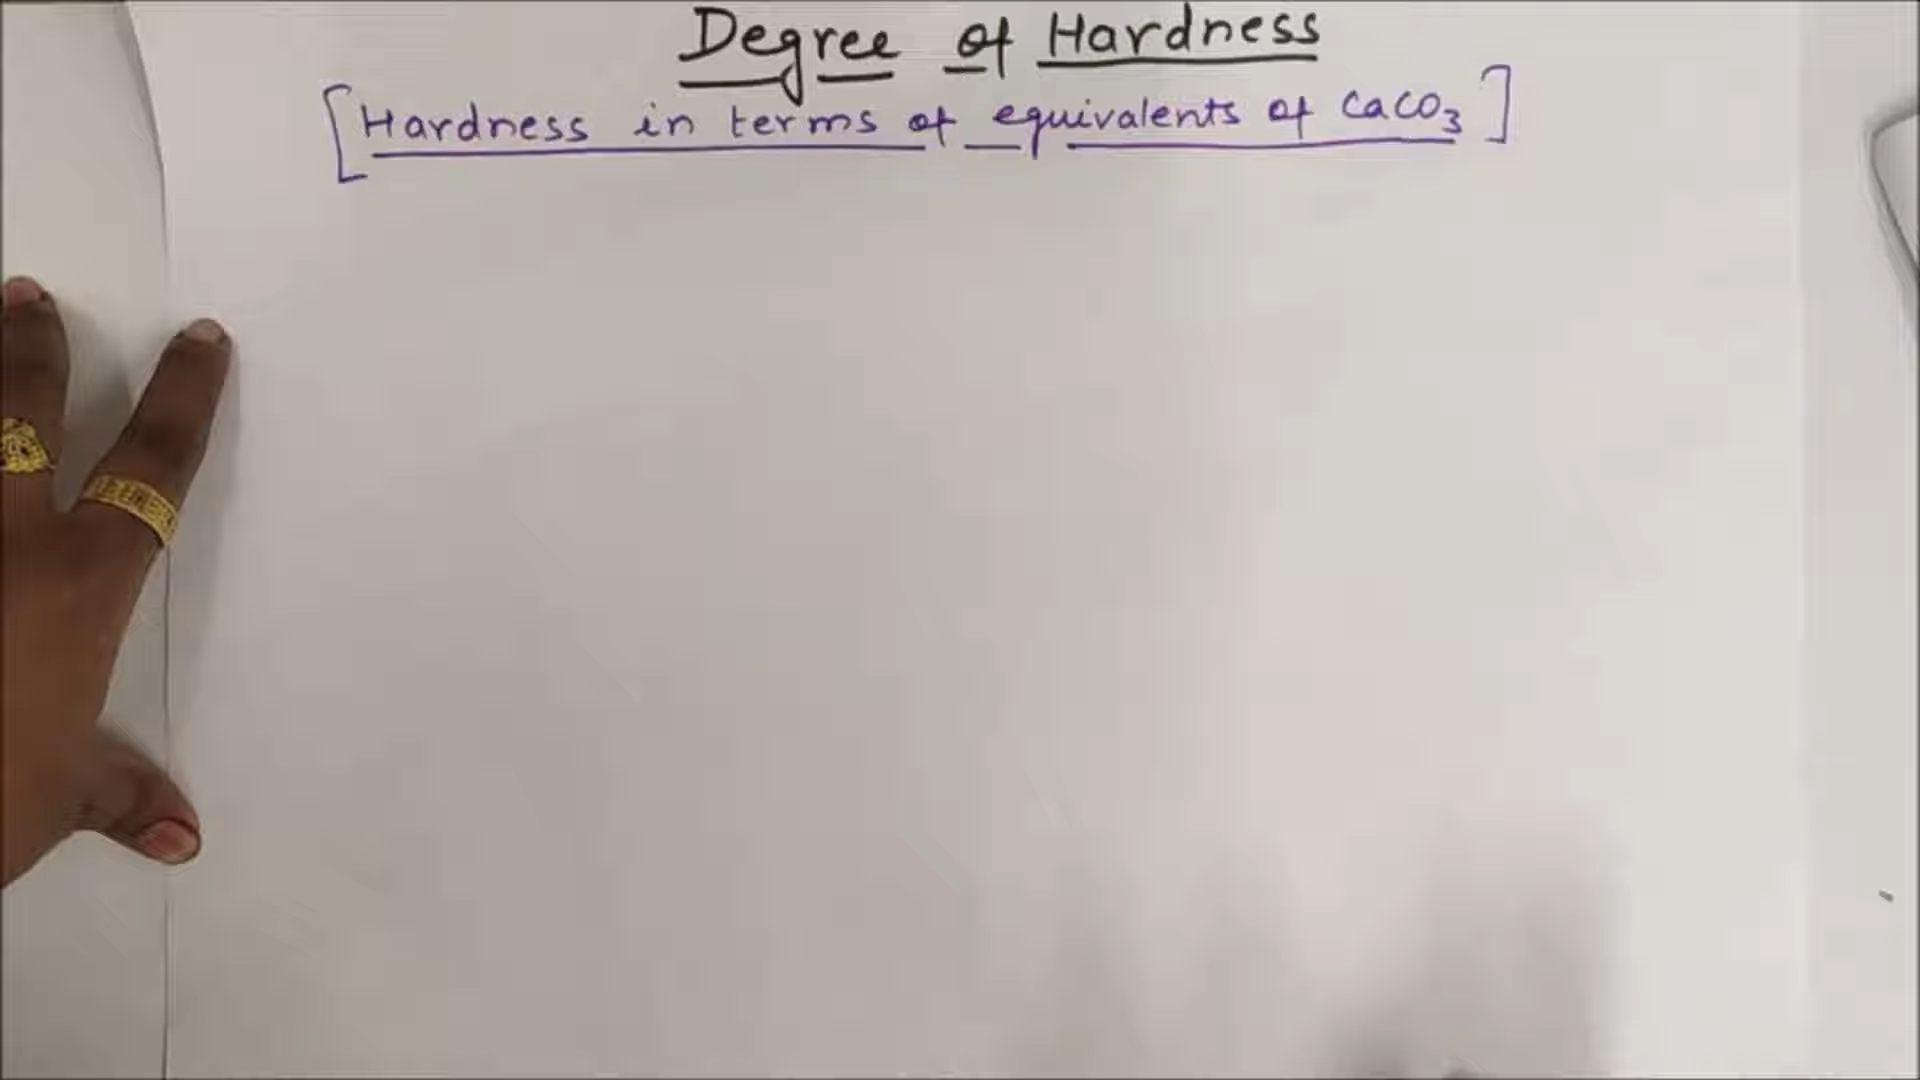 Degree of Hardness
[Hardness in terms of equivalents of CaCO3]